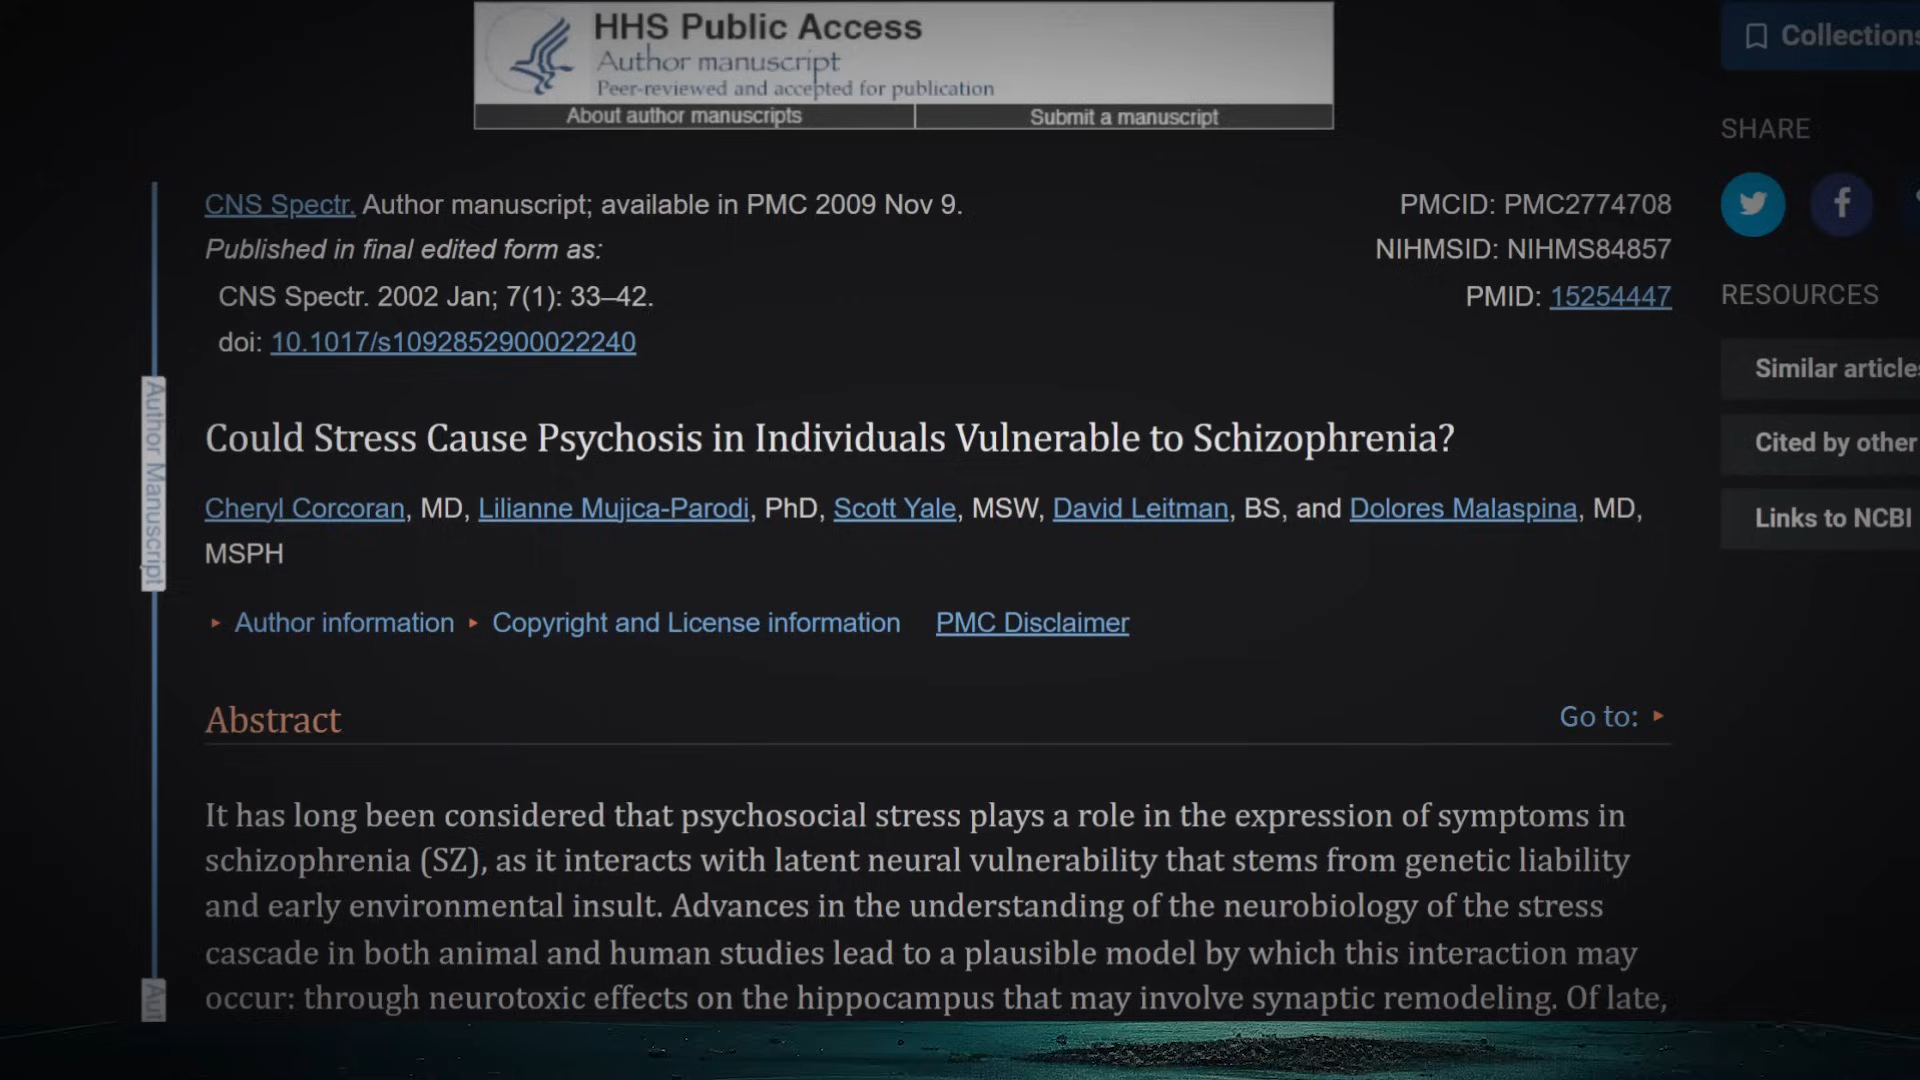 HHS Public Access
Author manuscript
Peer-reviewed and accepted for publication
About author manuscripts
Submit a manuscript
Collections
SHARE
CNS Spectr. Author manuscript; available in PMC 2009 Nov 9.
PMCID: PMC2774708
Published in final edited form as:
NIHMSID: NIHMS84857
CNS Spectr. 2002 Jan; 7(1): 33–42.
PMID: 15254447
RESOURCES
doi: 10.1017/s1092852900022240
Similar articles
Author Manuscript
Could Stress Cause Psychosis in Individuals Vulnerable to Schizophrenia?
Cited by other
Cheryl Corcoran, MD, Lilianne Mujica-Parodi, PhD, Scott Yale, MSW, David Leitman, BS, and Dolores Malaspina, MD,
MSPH
Links to NCBI
▸ Author information ▸ Copyright and License information PMC Disclaimer
Abstract
Go to: ▸
It has long been considered that psychosocial stress plays a role in the expression of symptoms in
schizophrenia (SZ), as it interacts with latent neural vulnerability that stems from genetic liability
and early environmental insult. Advances in the understanding of the neurobiology of the stress
cascade in both animal and human studies lead to a plausible model by which this interaction may
occur: through neurotoxic effects on the hippocampus that may involve synaptic remodeling. Of late,
Aut